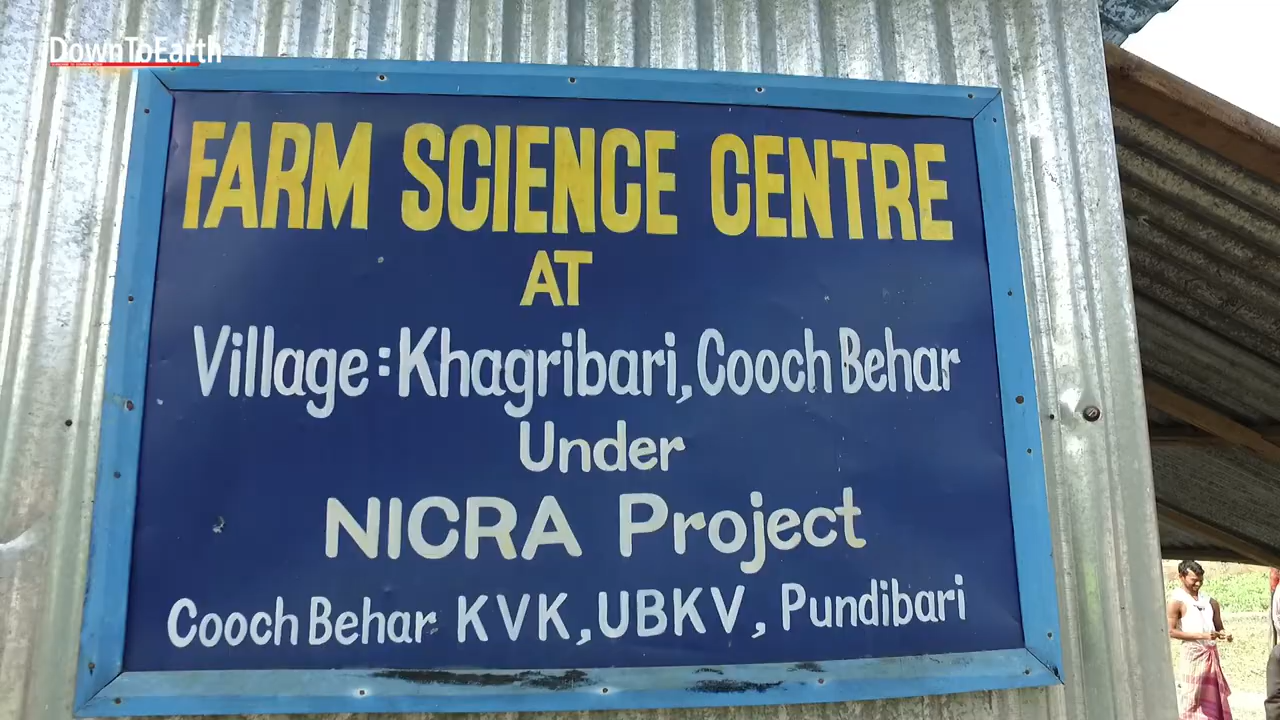 DownToEarth
FARM SCIENCE CENTRE
AT
Village : Khagribari, Cooch Behar
Under
NICRA Project
Cooch Behar KVK, UBKV, Pundibari